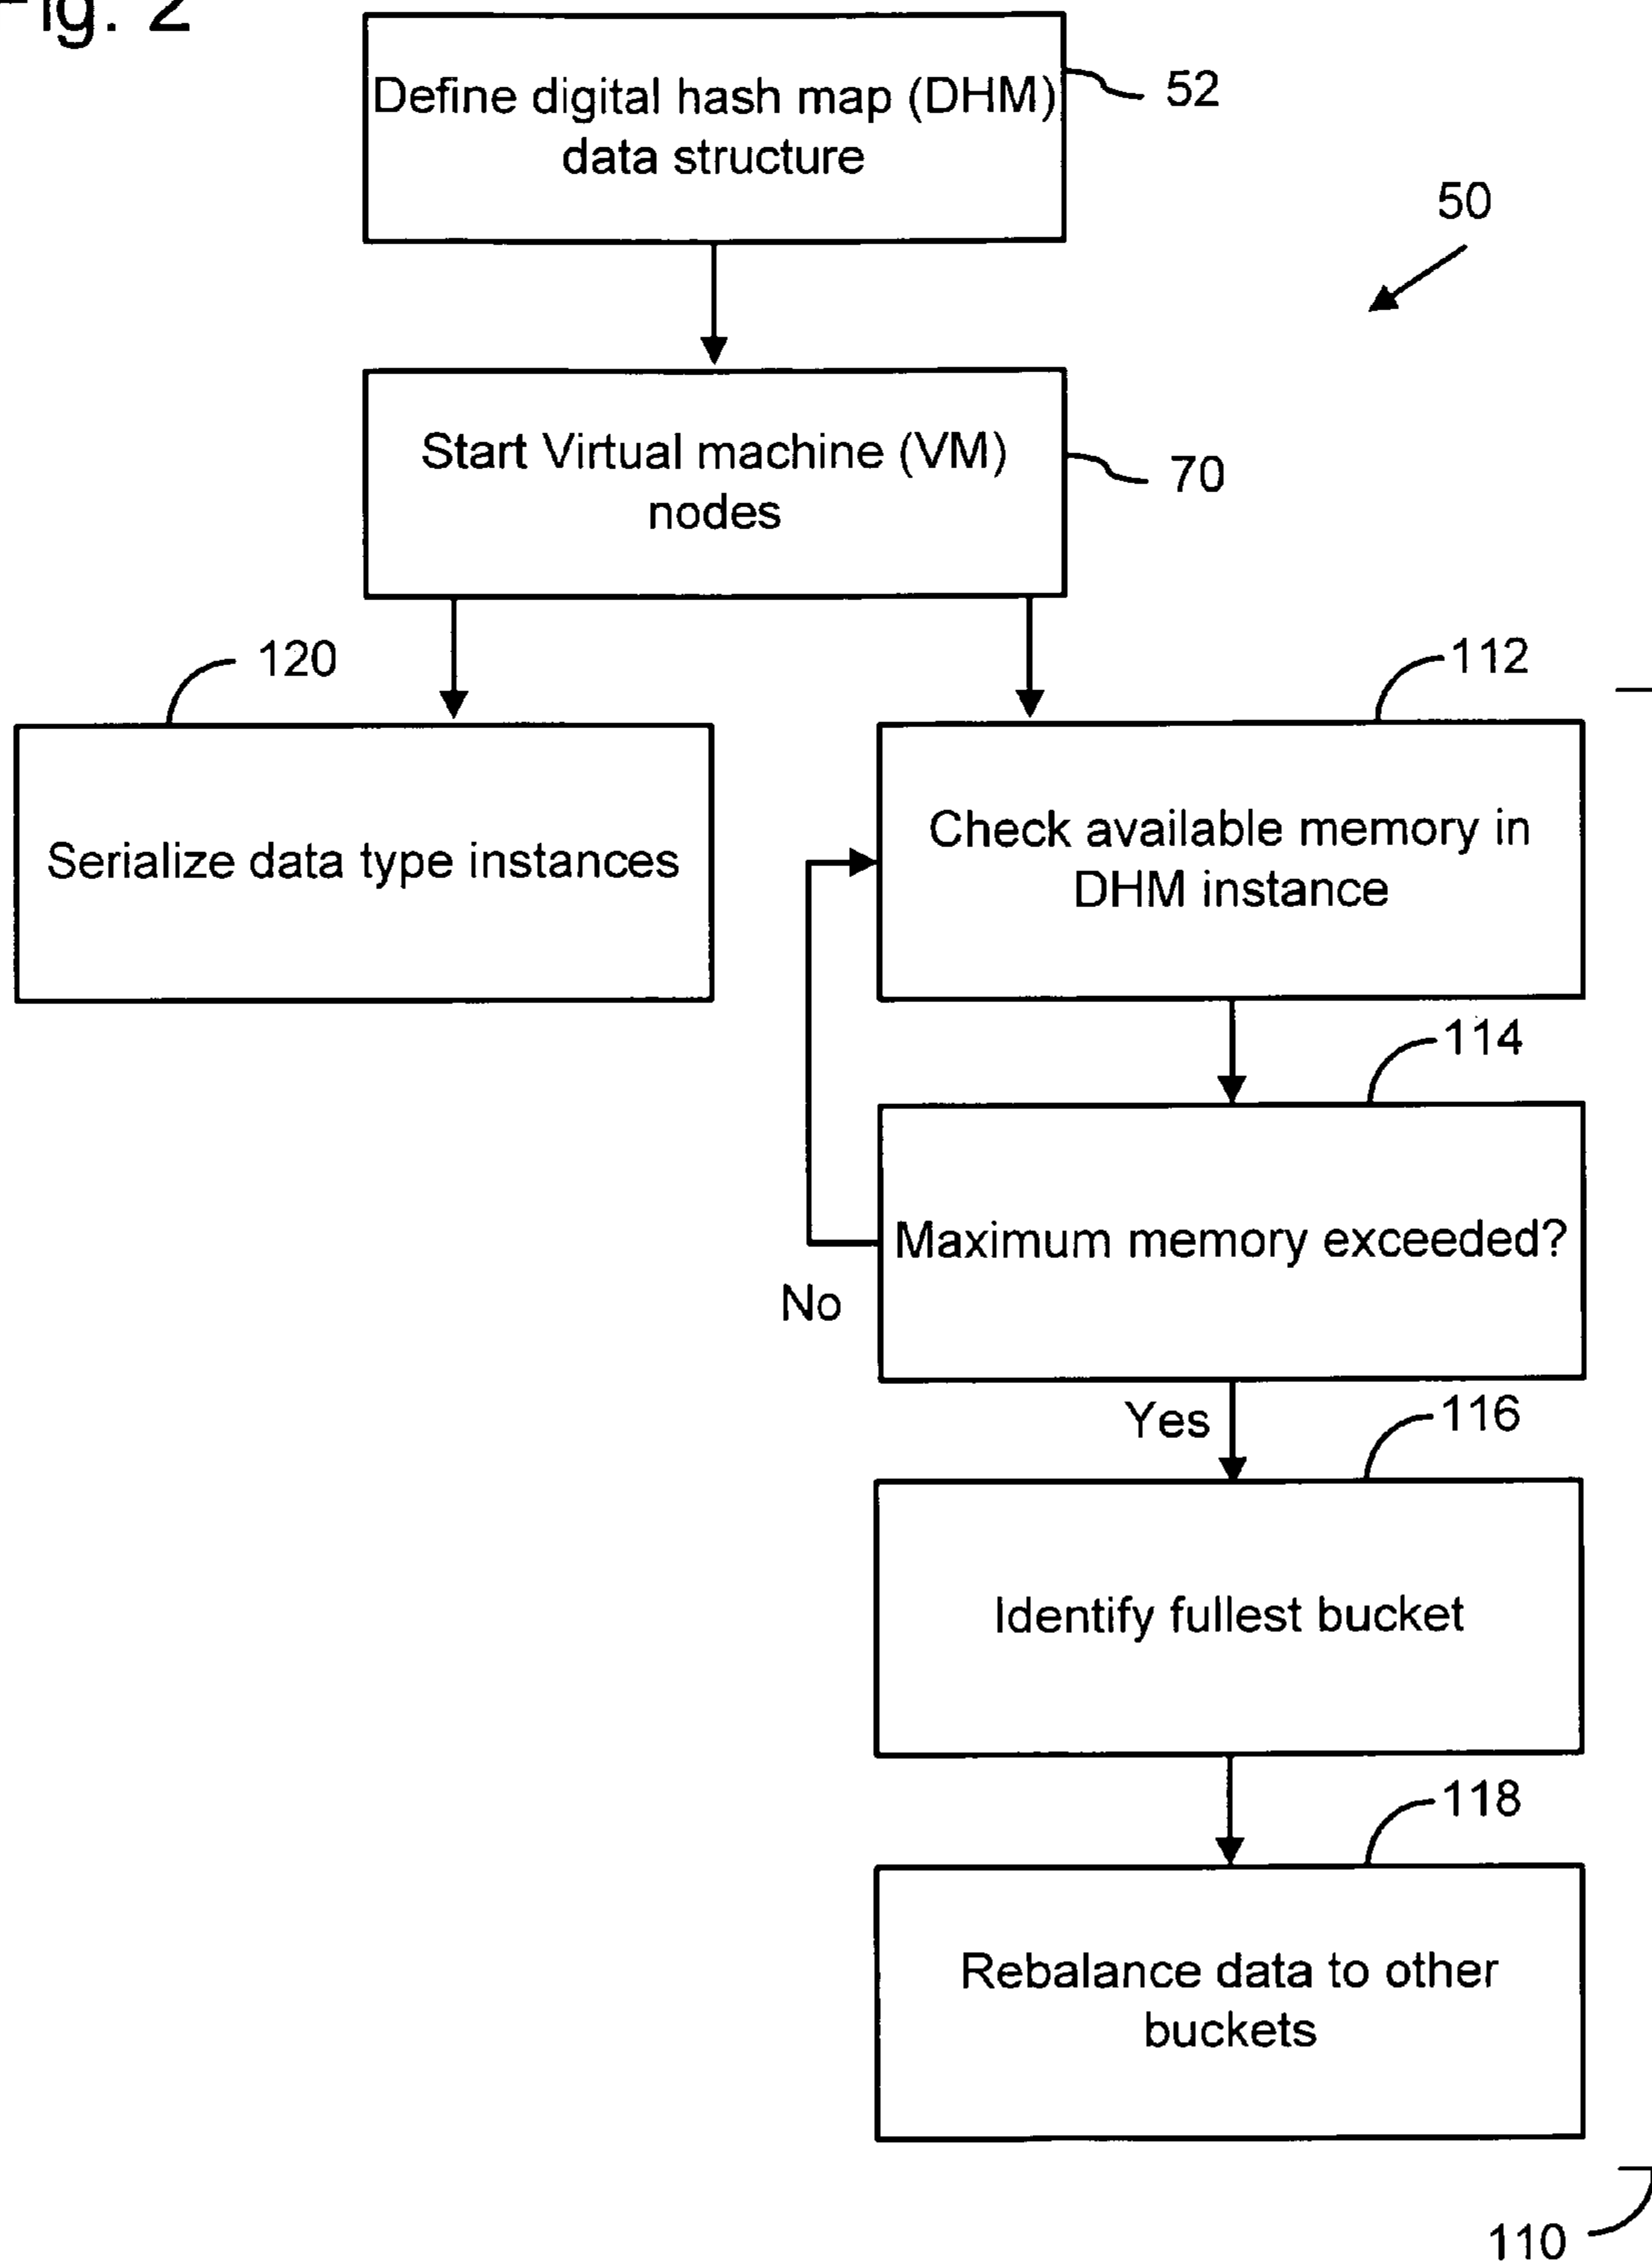 Fig. 2
Define digital hash map (DHM)
data structure
52
50
Start Virtual machine (VM)
nodes
70
120
112
Serialize data type instances
Check available memory in
DHM instance
114
Maximum memory exceeded?
No
Yes
116
Identify fullest bucket
118
Rebalance data to other
buckets
110